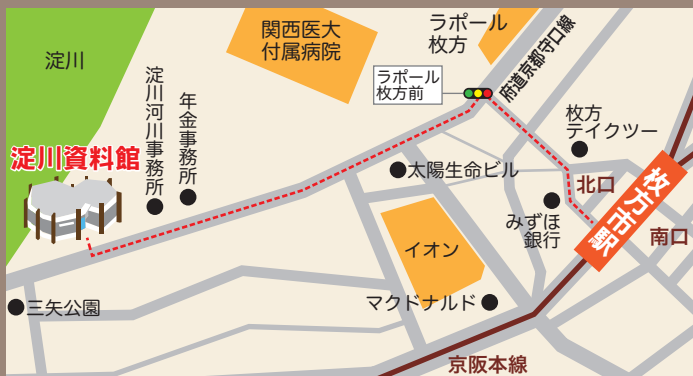 淀川
関西医大
付属病院
ラポール
枚方
府道京都守口線
ラポール
枚方前
淀川河川事務所
年金事務所
枚方
テイクツー
淀川資料館
太陽生命ビル
北口
枚方市駅
みずほ
銀行
南口
イオン
三矢公園
マクドナルド
京阪本線